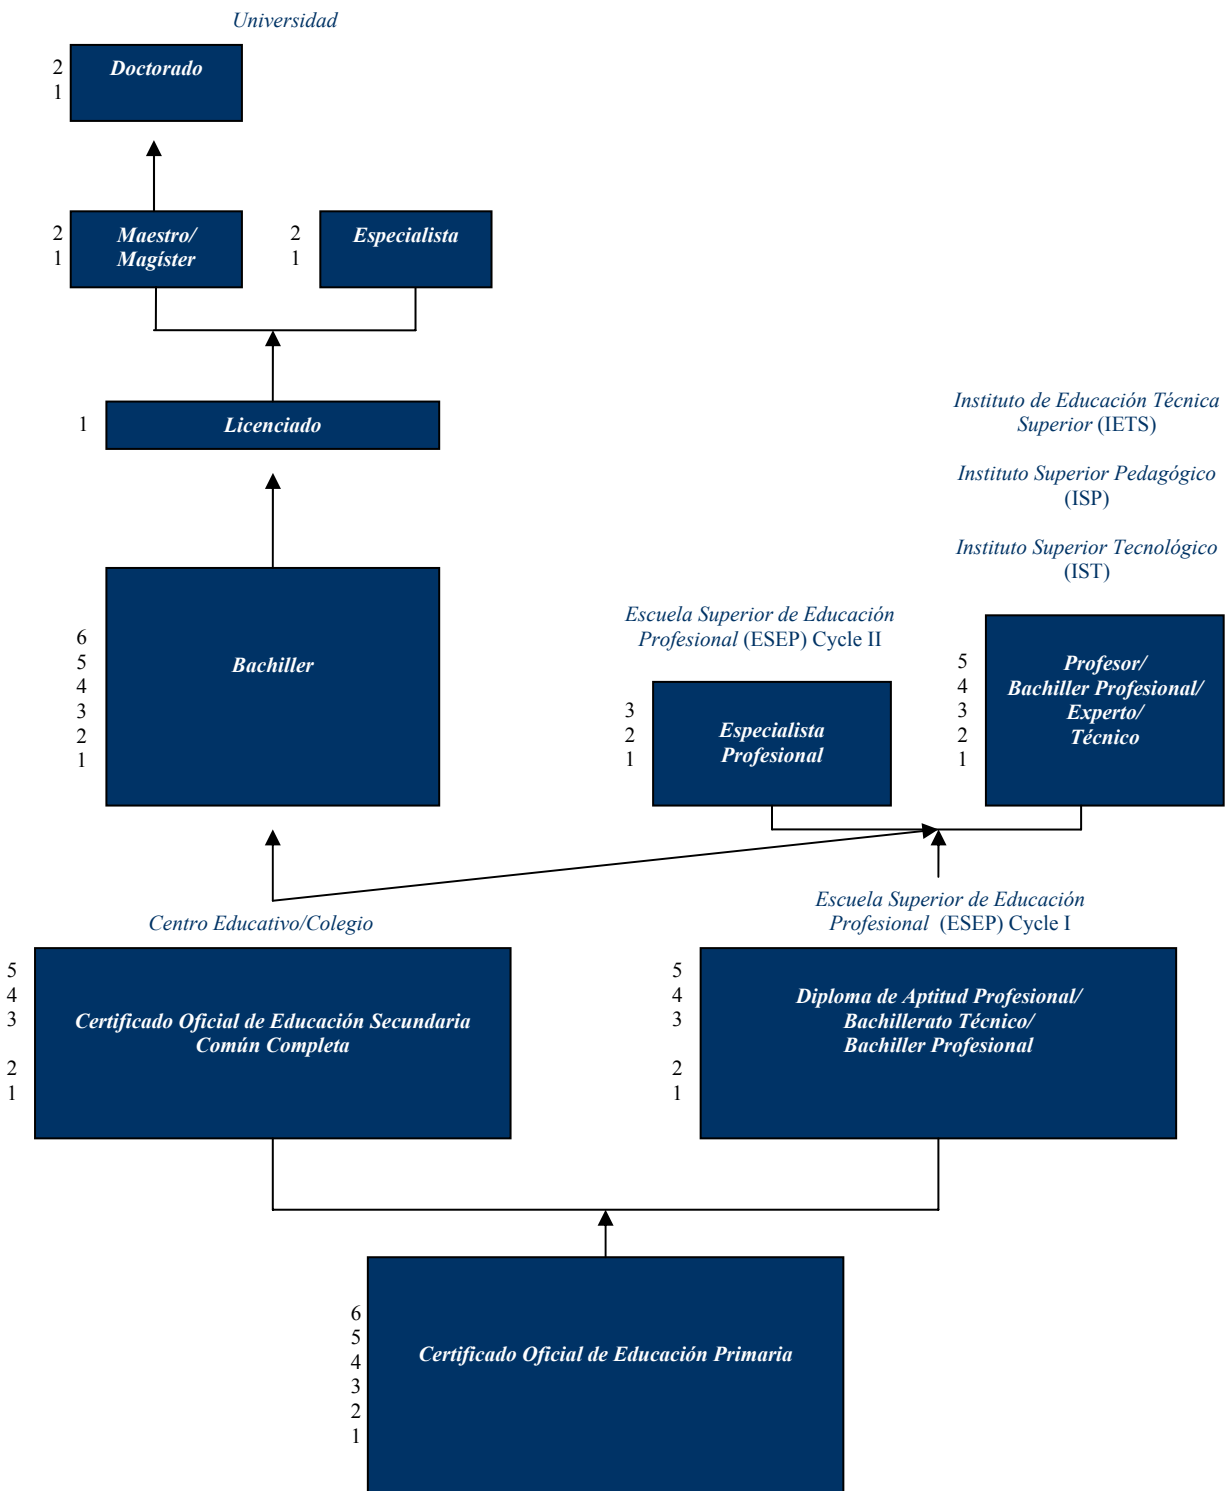 Universidad
2
1
Doctorado
2
1
Maestro/
Magíster
2
1
Especialista
1
Licenciado
Instituto de Educación Técnica
Superior (IETS)
Instituto Superior Pedagógico
(ISP)
Instituto Superior Tecnológico
(IST)
6
5
4
3
2
1
Bachiller
Escuela Superior de Educación
Profesional (ESEP) Cycle II
3
2
1
Especialista
Profesional
5
4
3
2
1
Profesor/
Bachiller Profesional/
Experto/
Técnico
Centro Educativo/Colegio
5
4
3
2
1
Certificado Oficial de Educación Secundaria
Común Completa
Escuela Superior de Educación
Profesional (ESEP) Cycle I
5
4
3
2
1
Diploma de Aptitud Profesional/
Bachillerato Técnico/
Bachiller Profesional
6
5
4
3
2
1
Certificado Oficial de Educación Primaria